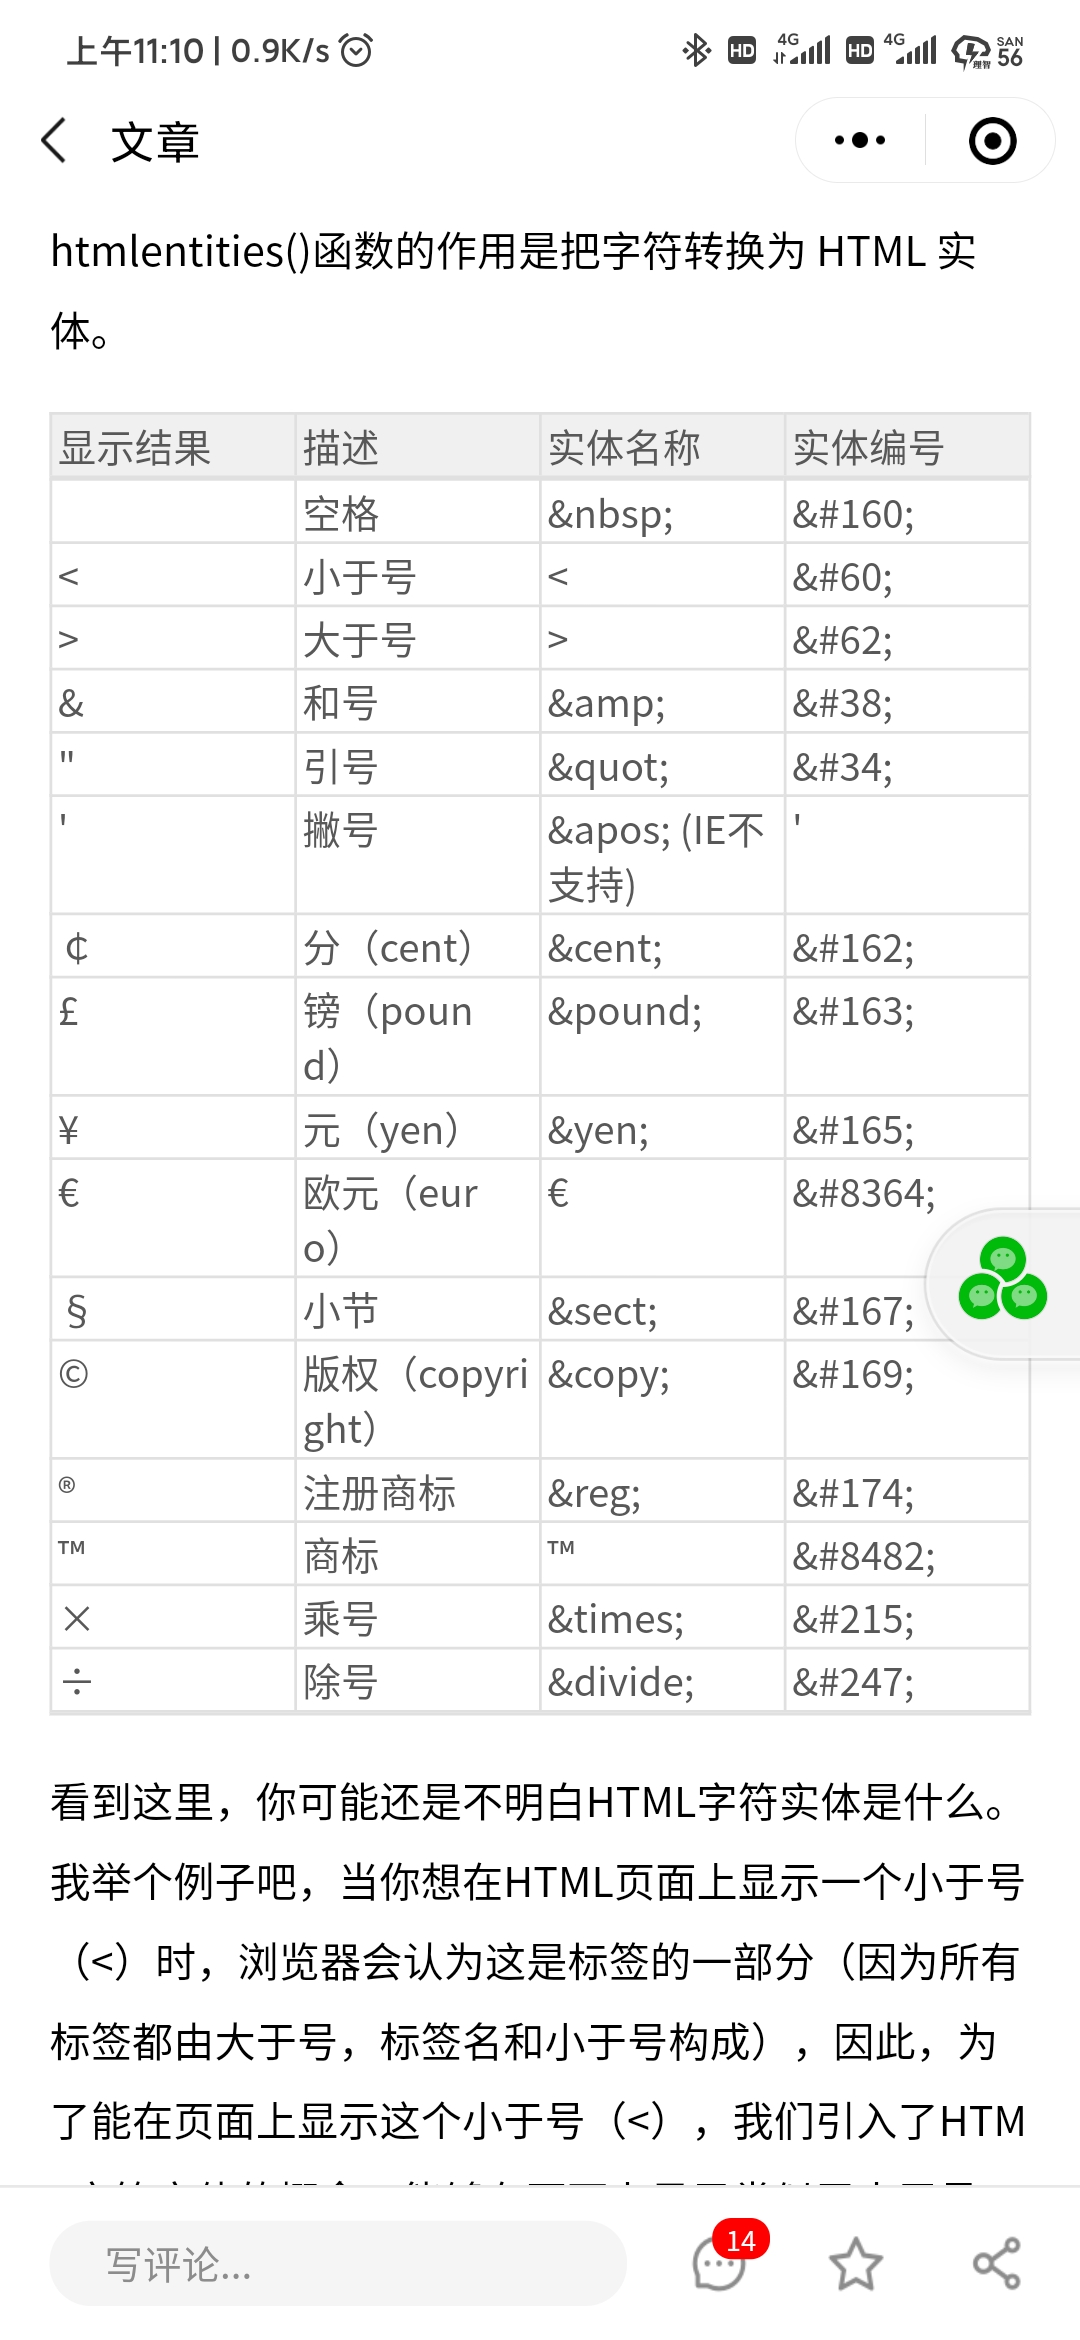 上午11:10 | 0.9K/s
HD 4G HD 4G 理智 SAN 56
文章
htmlentities()函数的作用是把字符转换为 HTML 实
体。
显示结果 描述 实体名称 实体编号
空格 &nbsp; &#160;
< 小于号 < &#60;
> 大于号 > &#62;
& 和号 &amp; &#38;
" 引号 &quot; &#34;
' 撇号 &apos; (IE不 '
支持)
¢ 分（cent） &cent; &#162;
£ 镑（poun &pound; &#163;
d）
¥ 元（yen） &yen; &#165;
€ 欧元（eur € &#8364;
o）
§ 小节 &sect; &#167;
© 版权（copyri &copy; &#169;
ght）
® 注册商标 &reg; &#174;
™ 商标 ™ &#8482;
× 乘号 &times; &#215;
÷ 除号 &divide; &#247;
看到这里，你可能还是不明白HTML字符实体是什么。
我举个例子吧，当你想在HTML页面上显示一个小于号
（<）时，浏览器会认为这是标签的一部分（因为所有
标签都由大于号，标签名和小于号构成），因此，为
了能在页面上显示这个小于号（<），我们引入了HTM
写评论...
14